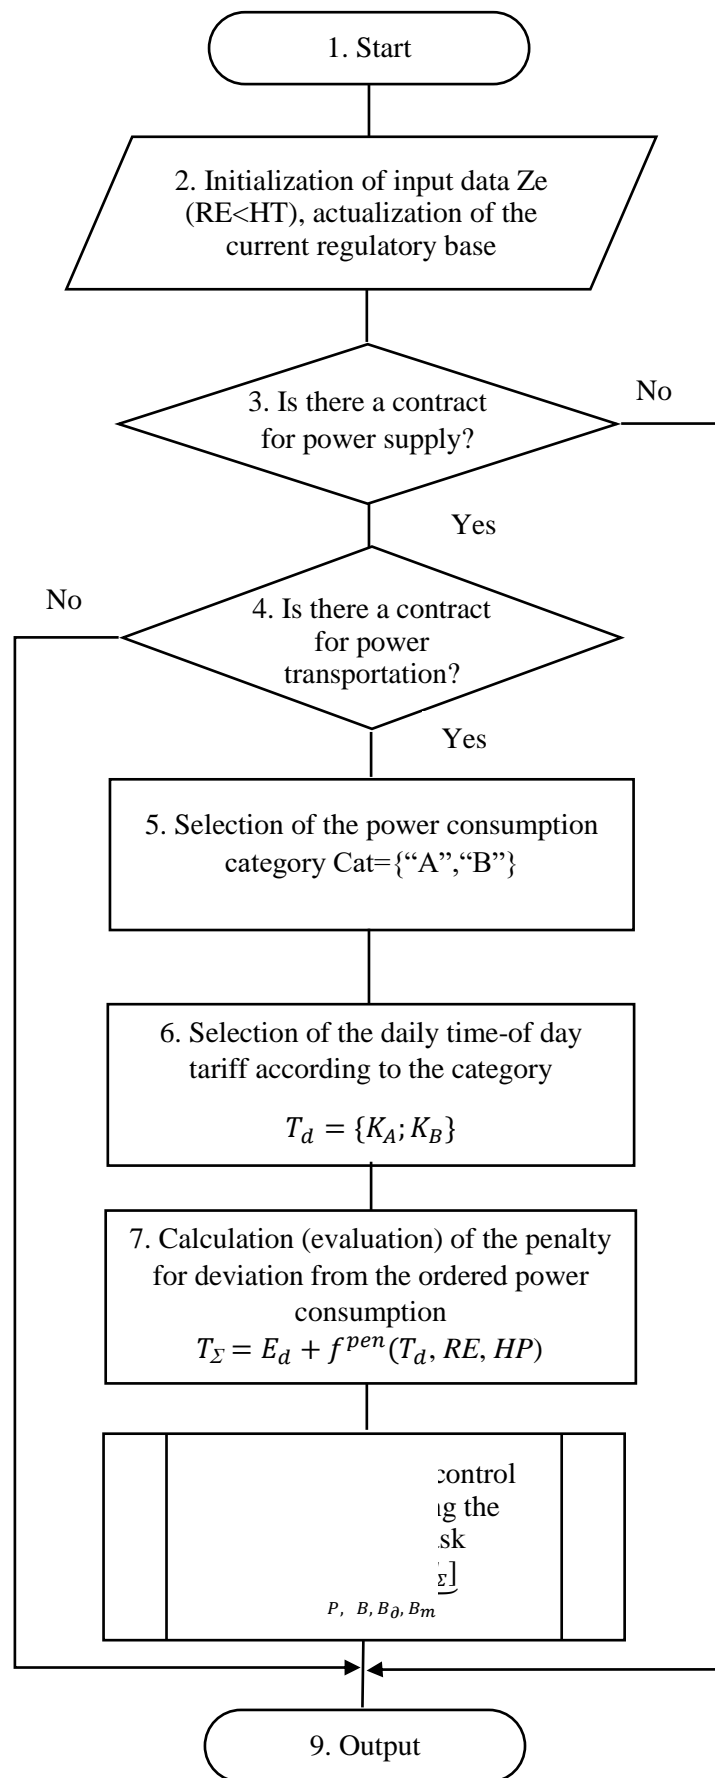 1. Start
2. Initialization of input data Ze
(RE<HT), actualization of the
current regulatory base
3. Is there a contract
for power supply?
No
Yes
No
4. Is there a contract
for power
transportation?
Yes
5. Selection of the power consumption
category Cat={“A”,“B”}
6. Selection of the daily time-of day
tariff according to the category
T_d = {K_A; K_B}
7. Calculation (evaluation) of the penalty
for deviation from the ordered power
consumption
T_Σ = E_d + f^{pen}(T_d, RE, HP)
control
the
Σ]
P, B, B_∂, B_m
9. Output